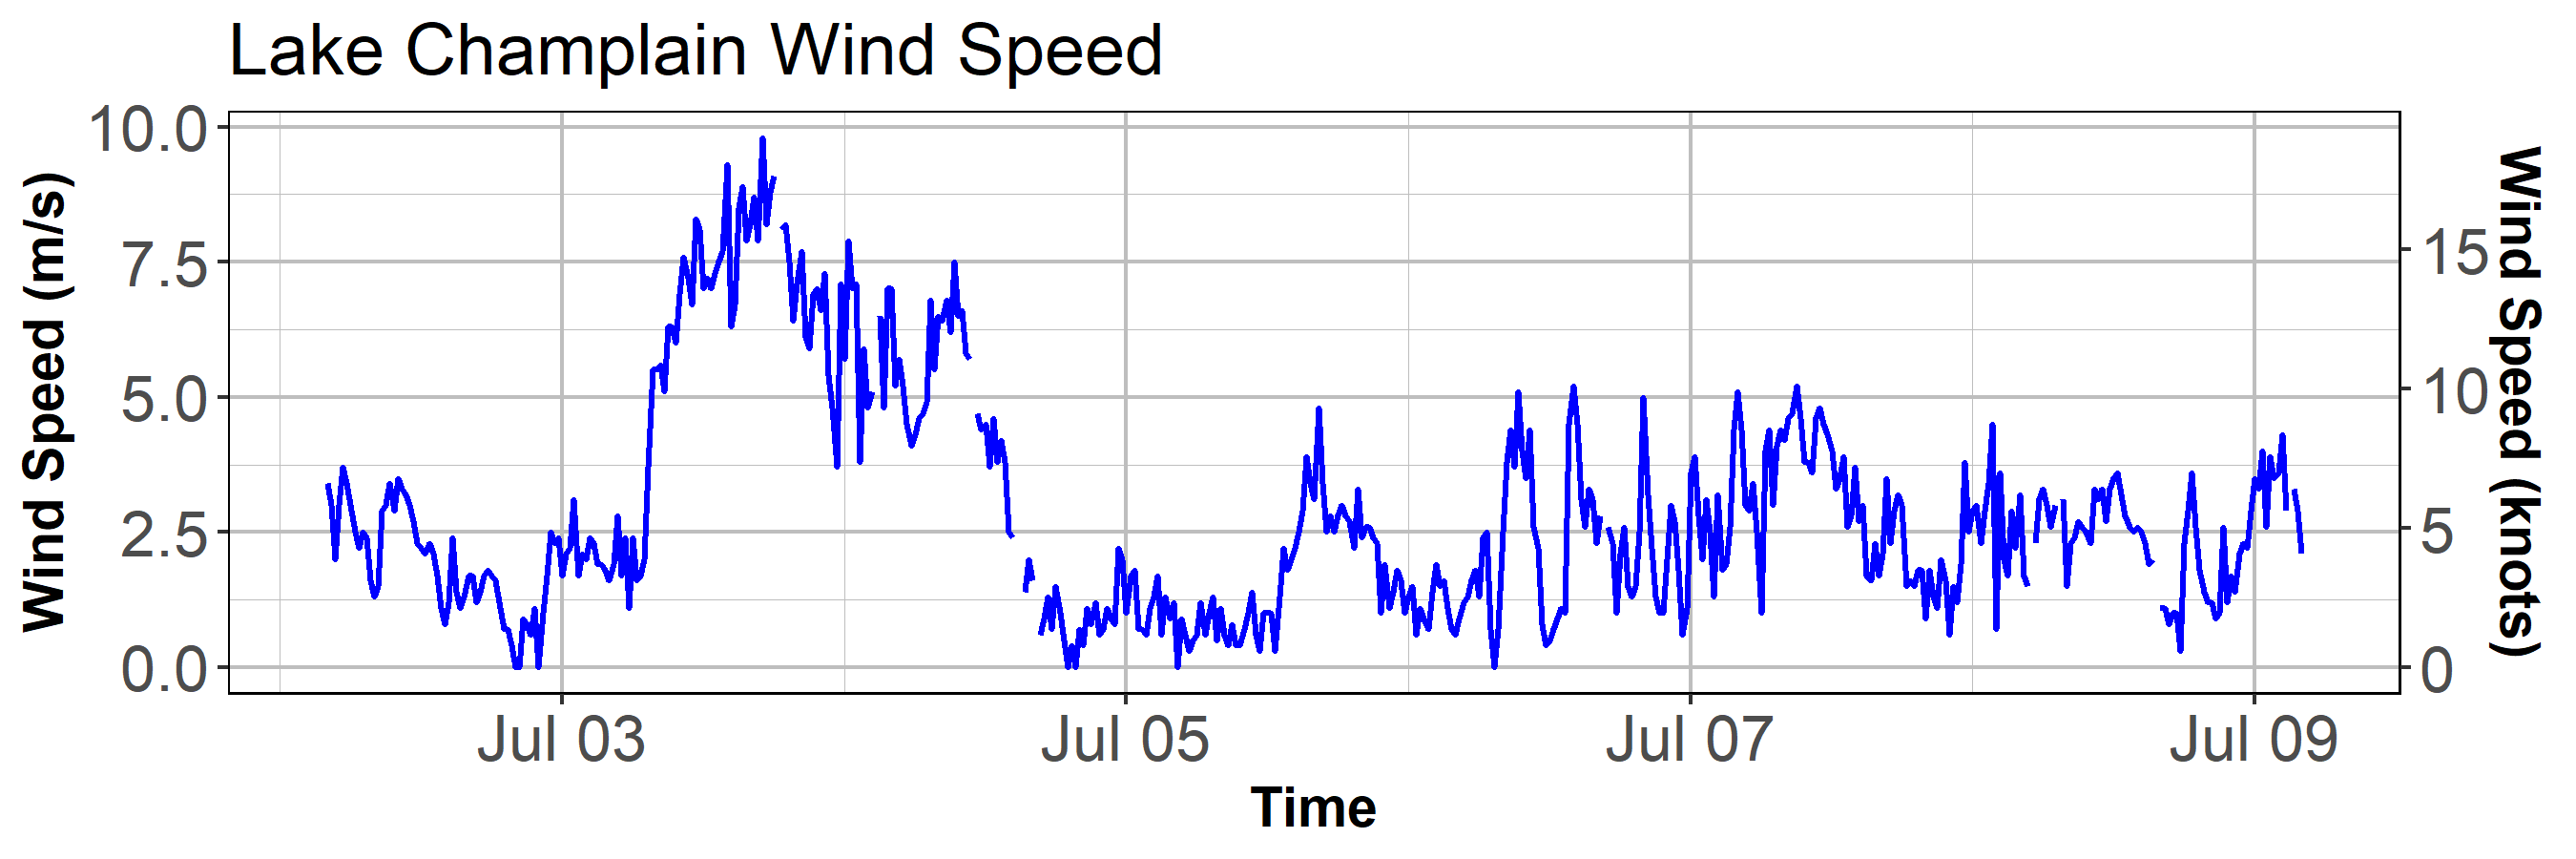 Lake Champlain Wind Speed
Wind Speed (m/s)
10.0
7.5
5.0
2.5
0.0
15
10
5
0
Wind Speed (knots)
Jul 03
Jul 05
Jul 07
Jul 09
Time